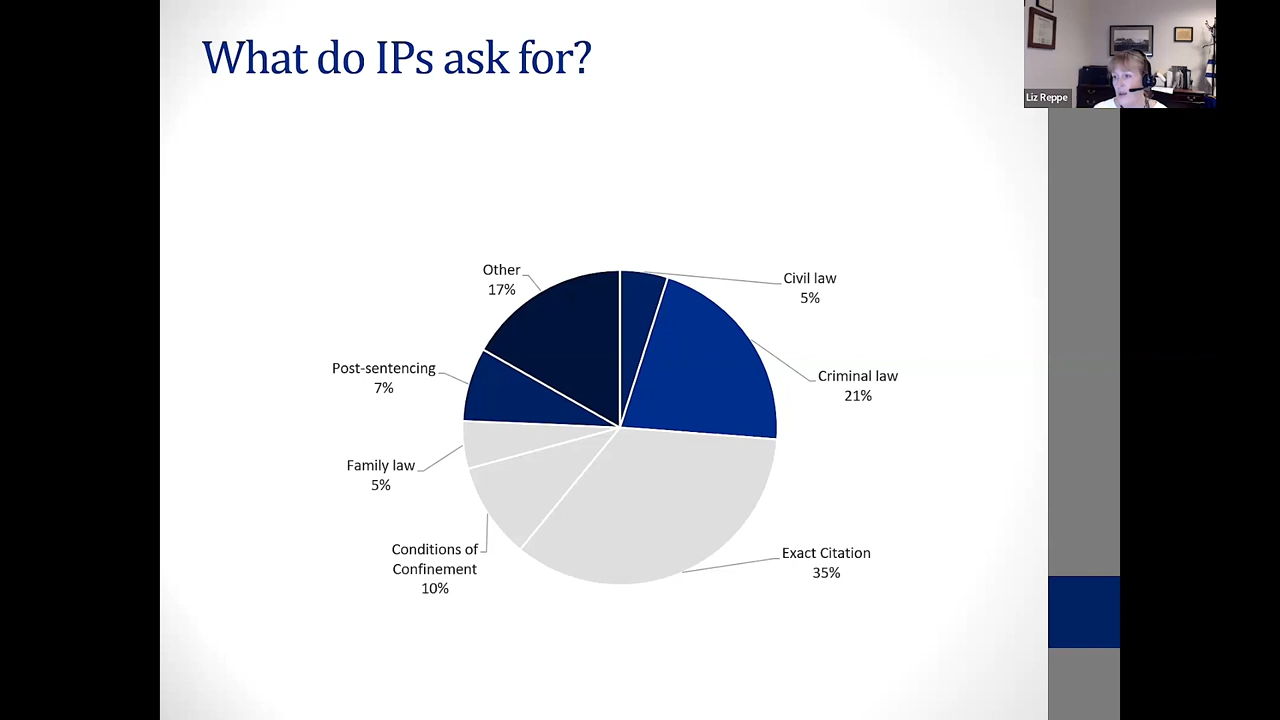 What do IPs ask for?
Liz Reppe
Other
17%
Civil law
5%
Post-sentencing
7%
Criminal law
21%
Family law
5%
Conditions of
Confinement
10%
Exact Citation
35%